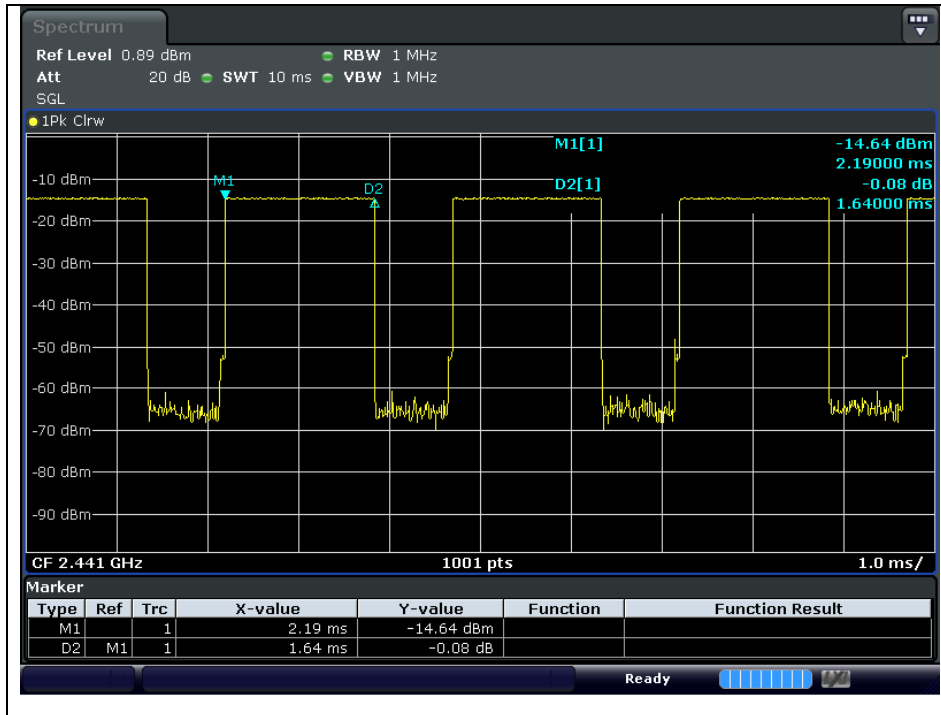 Spectrum
Ref Level 0.89 dBm RBW 1 MHz
Att 20 dB SWT 10 ms VBW 1 MHz
SGL
1Pk Clrw
M1[1] -14.64 dBm
2.19000 ms
-10 dBm M1 D2 D2[1] -0.08 dB
1.64000 ms
-20 dBm
-30 dBm
-40 dBm
-50 dBm
-60 dBm
-70 dBm
-80 dBm
-90 dBm
CF 2.441 GHz 1001 pts 1.0 ms/
Marker
Type Ref Trc X-value Y-value Function Function Result
M1 1 2.19 ms -14.64 dBm
D2 M1 1 1.64 ms -0.08 dB
Ready